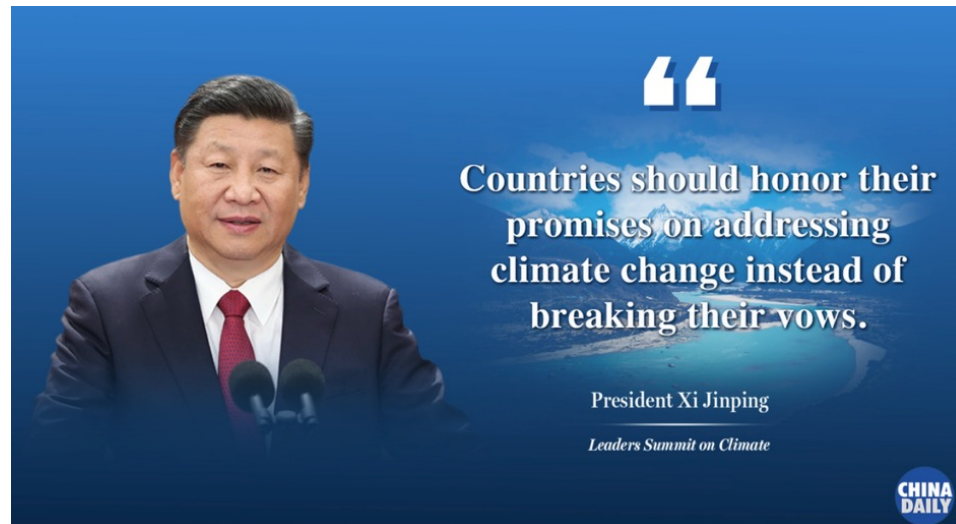 “
Countries should honor their
promises on addressing
climate change instead of
breaking their vows.
President Xi Jinping
Leaders Summit on Climate
CHINA
DAILY